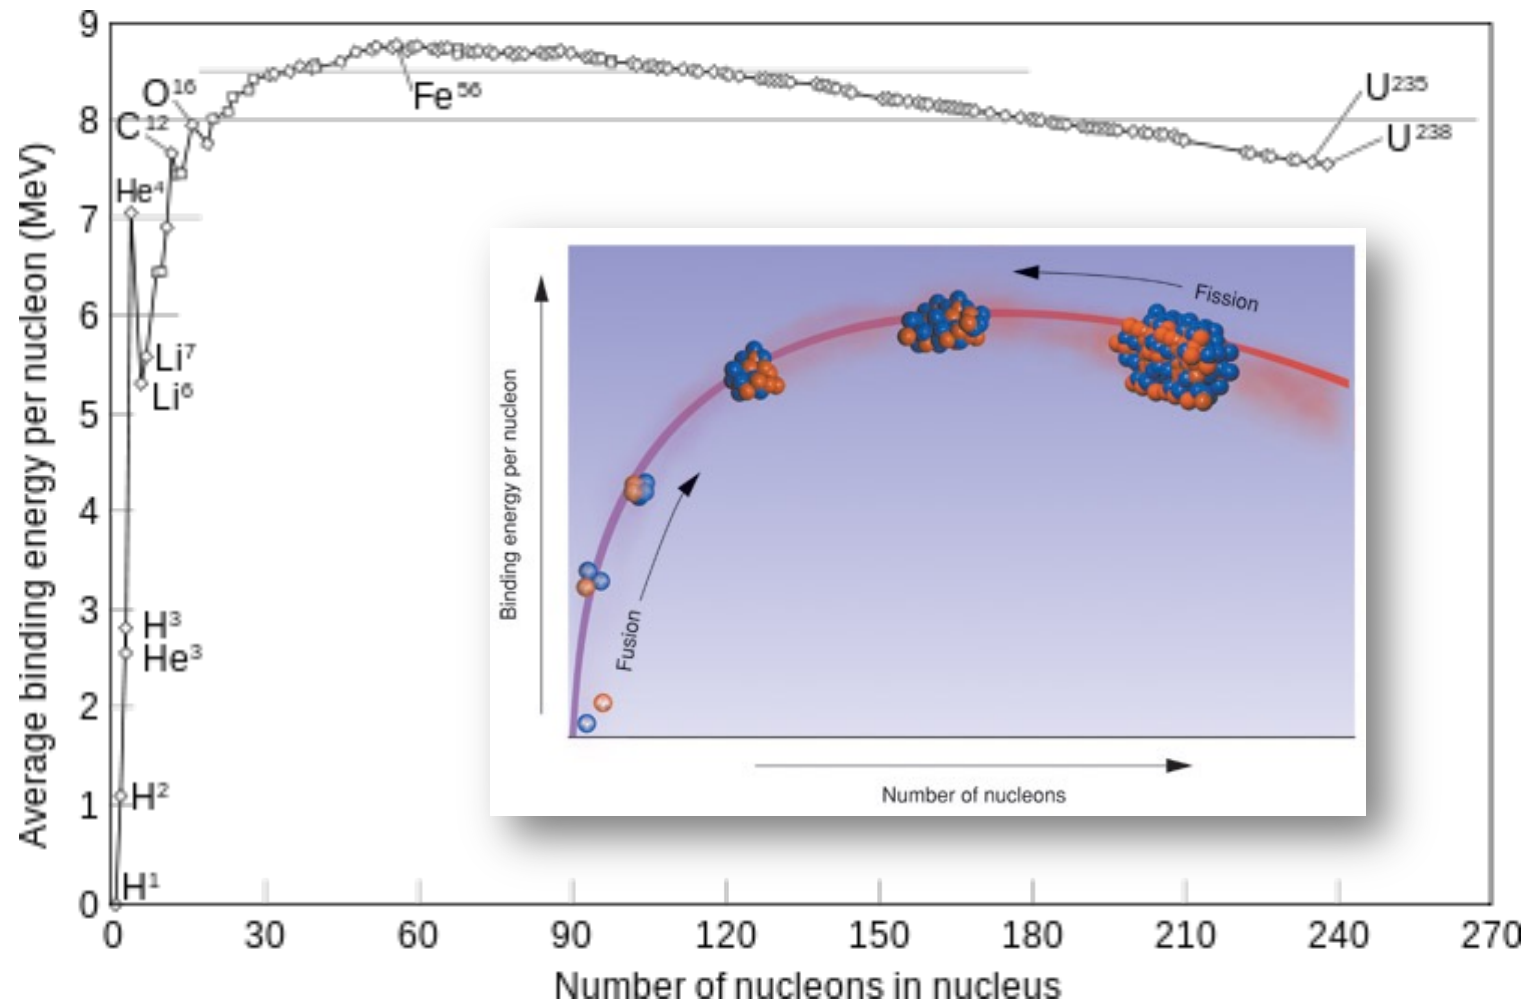 Average binding energy per nucleon (MeV)
9
8
7
6
5
4
3
2
1
0
O¹⁶
C¹²
He⁴
Fe⁵⁶
U²³⁵
U²³⁸
Li⁷
Li⁶
H³
He³
H²
H¹
Binding energy per nucleon
Fission
Fusion
Number of nucleons
0 30 60 90 120 150 180 210 240 270
Number of nucleons in nucleus